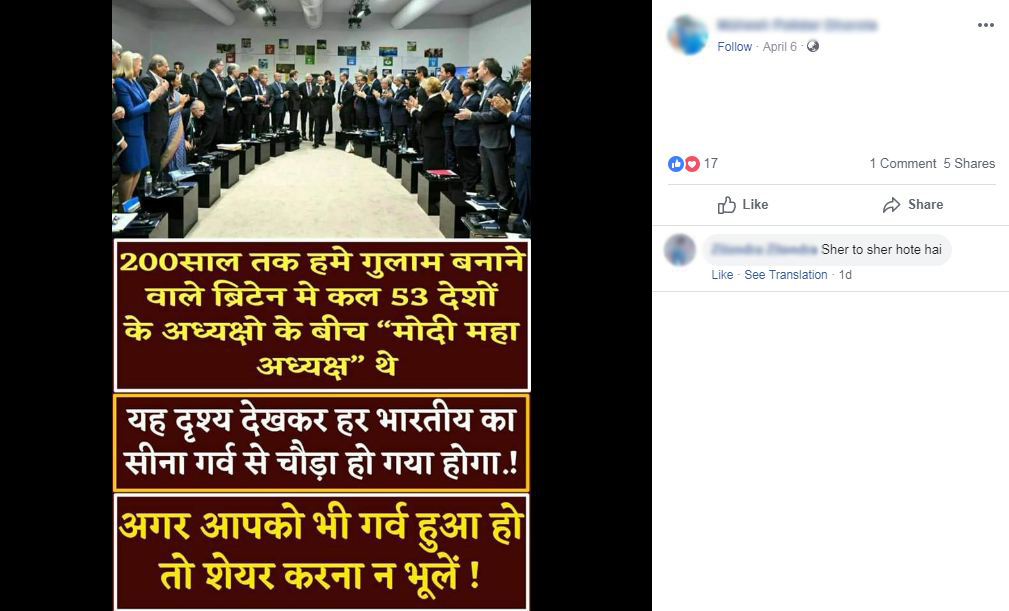 200साल तक हमे गुलाम बनाने
वाले ब्रिटेन मे कल 53 देशों
के अध्यक्षो के बीच “मोदी महा
अध्यक्ष” थे
यह दृश्य देखकर हर भारतीय का
सीना गर्व से चौड़ा हो गया होगा.!
अगर आपको भी गर्व हुआ हो
तो शेयर करना न भूलें !
Follow · April 6 ·
17
1 Comment 5 Shares
Like
Share
Sher to sher hote hai
Like · See Translation · 1d